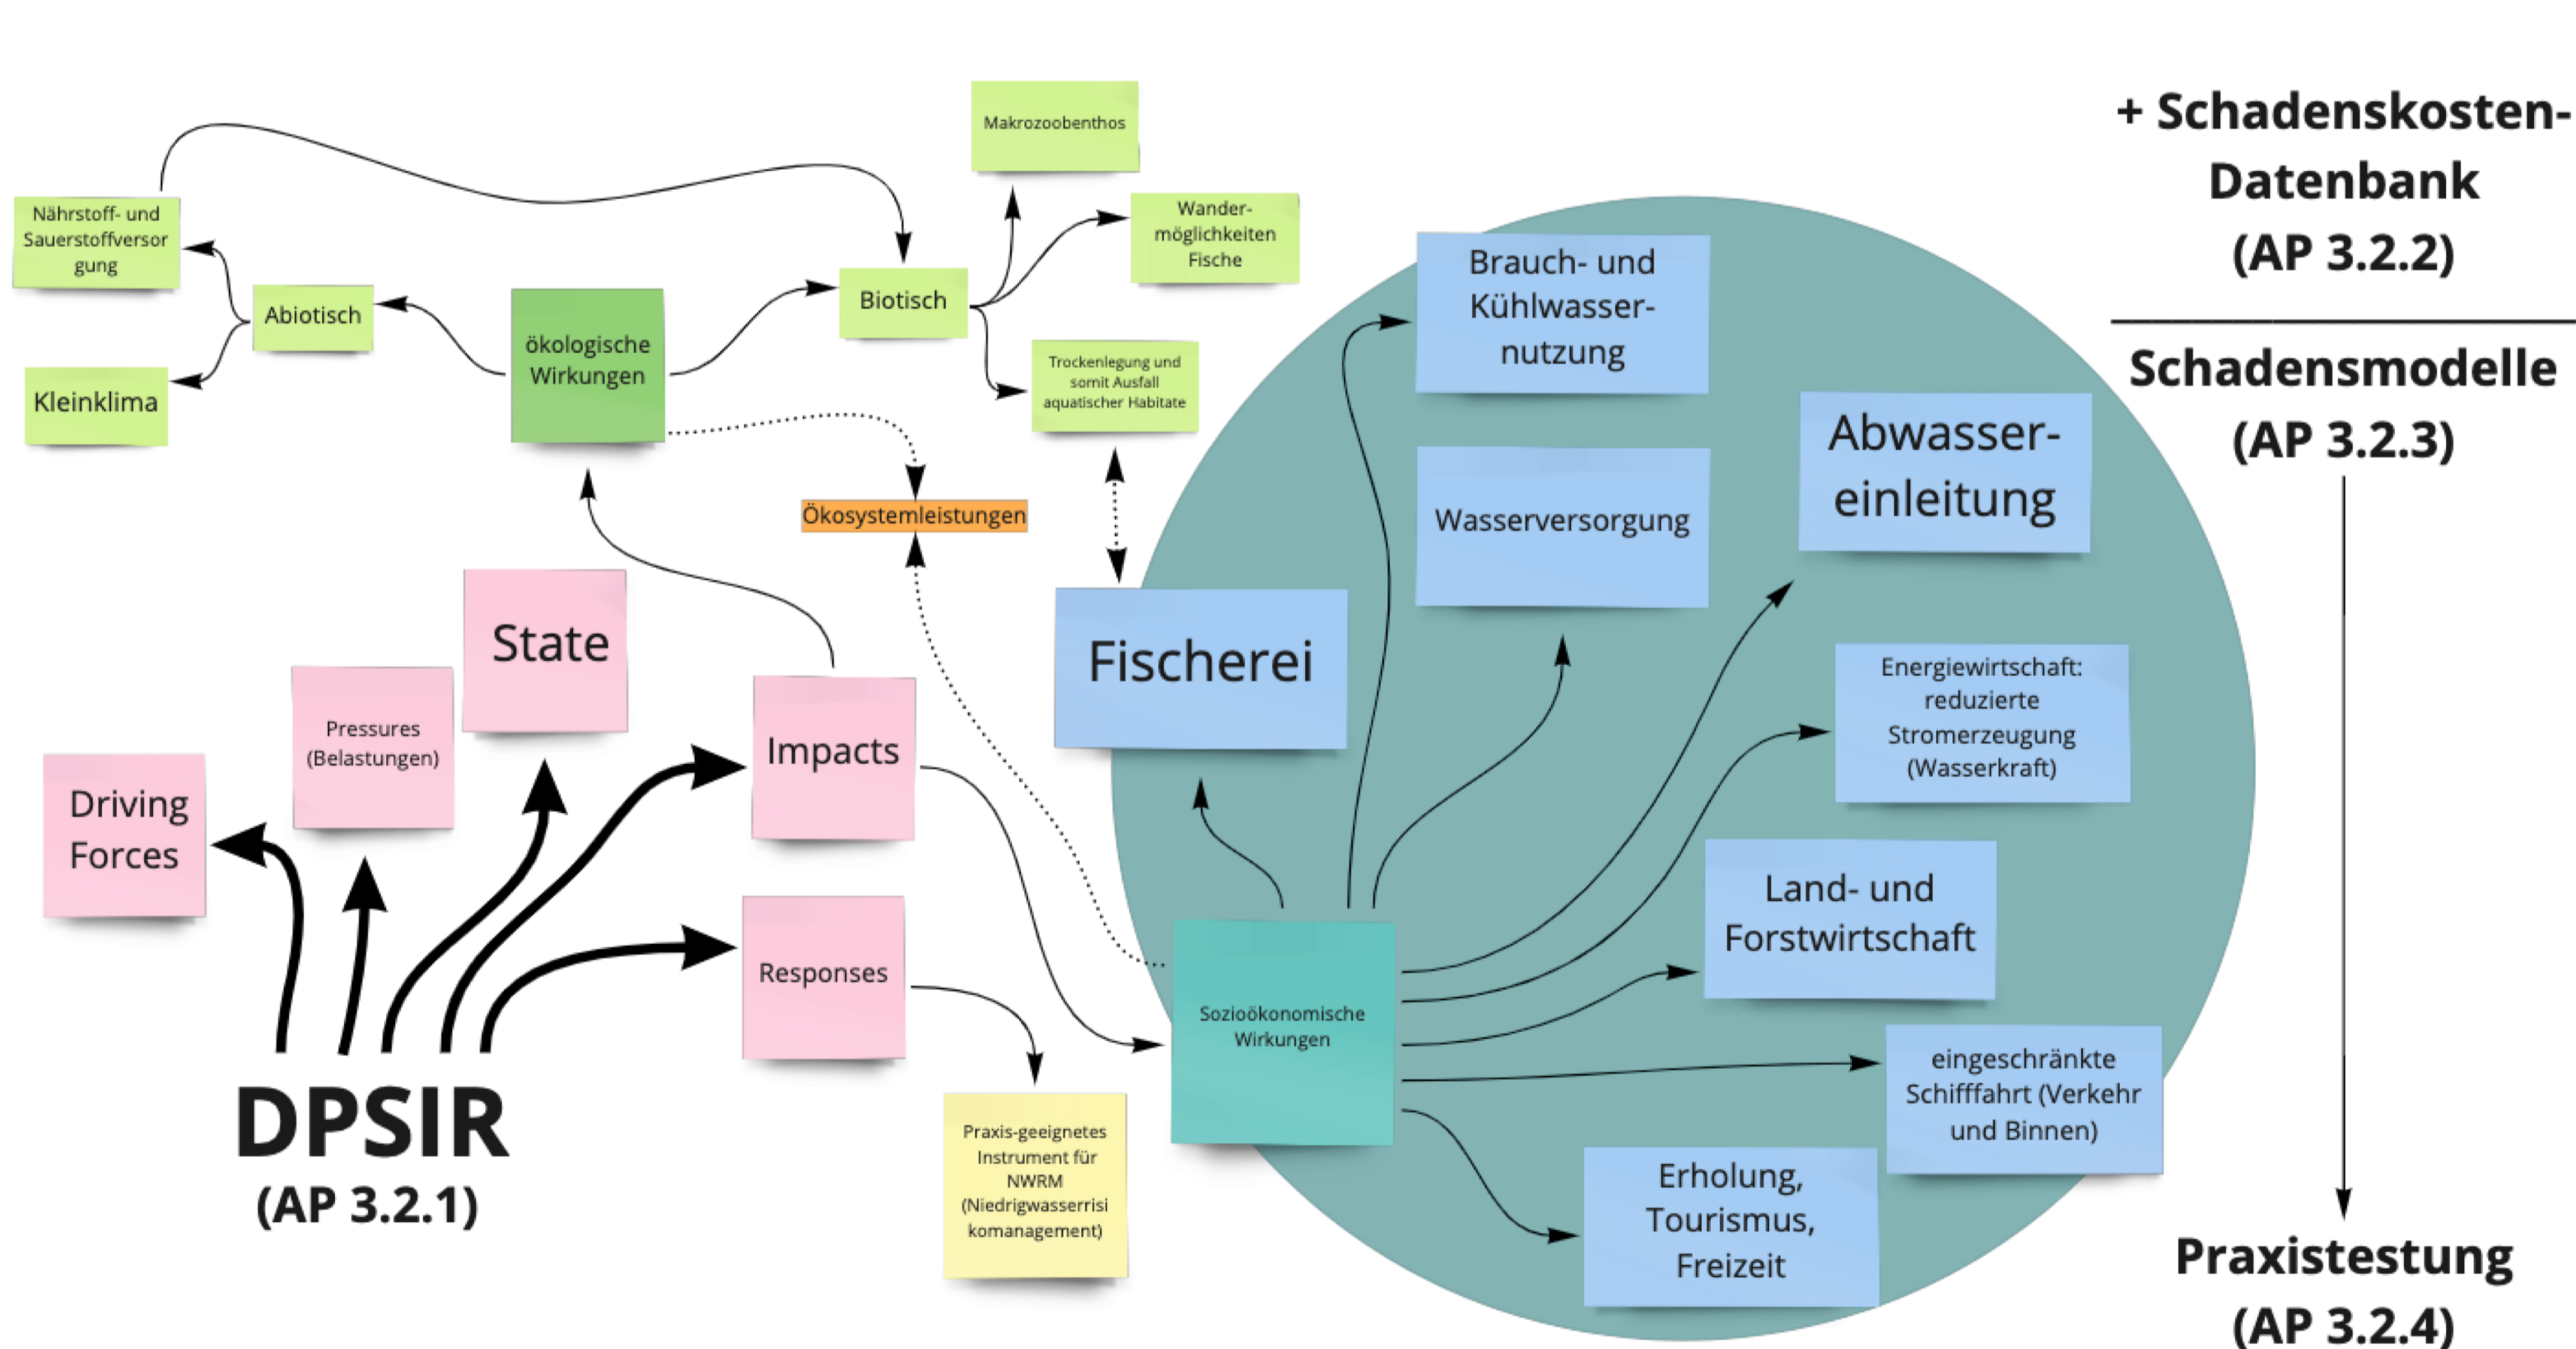 Makrozoobenthos
Nährstoff- und
Sauerstoffversor
gung
Wander-
möglichkeiten
Fische
Abiotisch
Biotisch
ökologische
Wirkungen
Kleinklima
Trockenlegung und
somit Ausfall
aquatischer Habitate
Ökosystemleistungen
State
Pressures
(Belastungen)
Driving
Forces
Impacts
Responses
DPSIR
(AP 3.2.1)
Praxis-geeignetes
Instrument für
NWRM
(Niedrigwasserrisi
komanagement)
Brauch- und
Kühlwasser-
nutzung
Wasserversorgung
Abwasser-
einleitung
Fischerei
Energiewirtschaft:
reduzierte
Stromerzeugung
(Wasserkraft)
Land- und
Forstwirtschaft
Sozioökonomische
Wirkungen
eingeschränkte
Schifffahrt (Verkehr
und Binnen)
Erholung,
Tourismus,
Freizeit
+ Schadenskosten-
Datenbank
(AP 3.2.2)
Schadensmodelle
(AP 3.2.3)
Praxistestung
(AP 3.2.4)